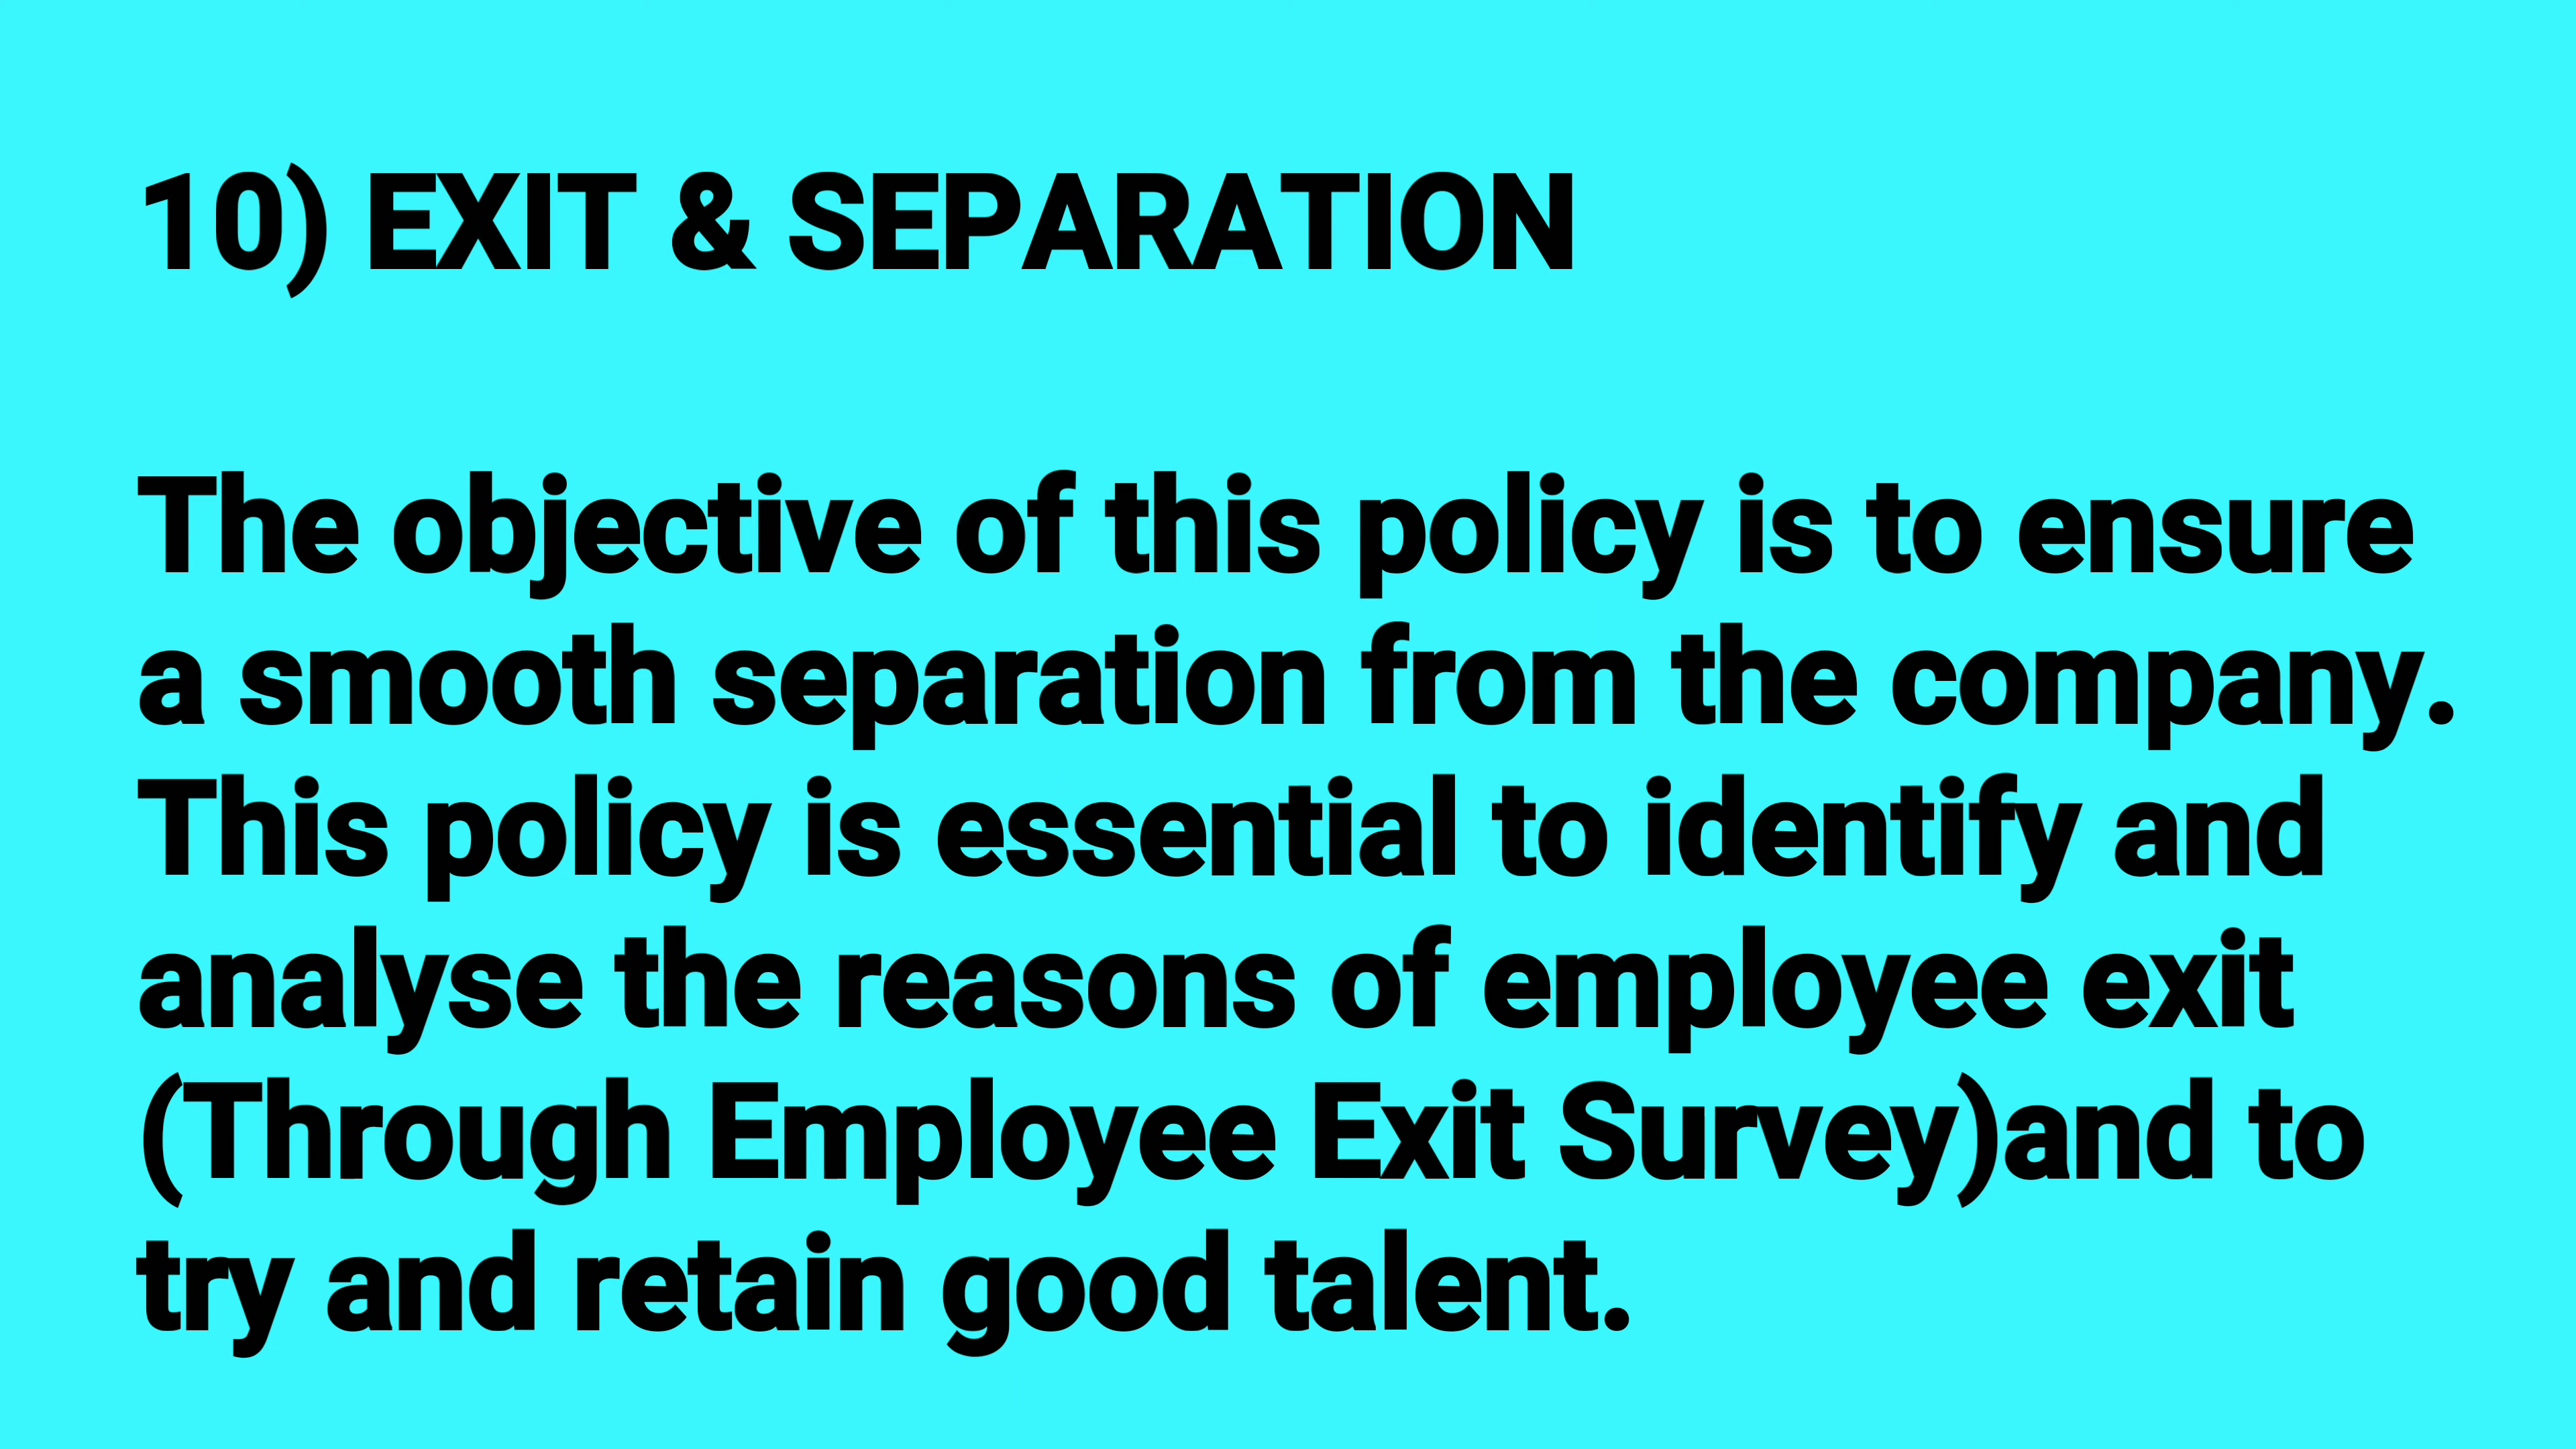 10) EXIT & SEPARATION
The objective of this policy is to ensure
a smooth separation from the company.
This policy is essential to identify and
analyse the reasons of employee exit
(Through Employee Exit Survey)and to
try and retain good talent.